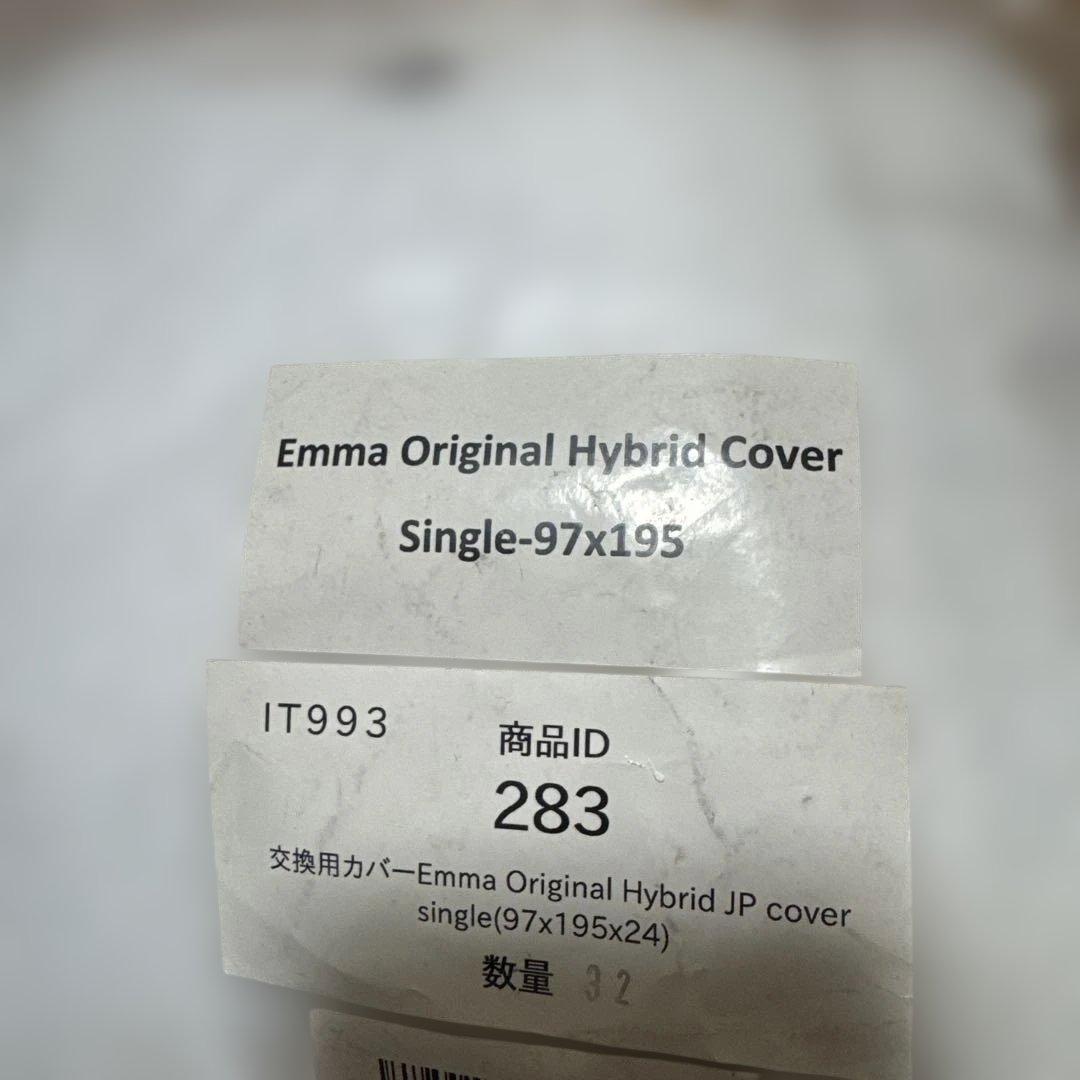 Emma Original Hybrid Cover
Single-97x195
IT993
商品ID
283
交換用カバーEmma Original Hybrid JP cover
single(97x195x24)
数量 32